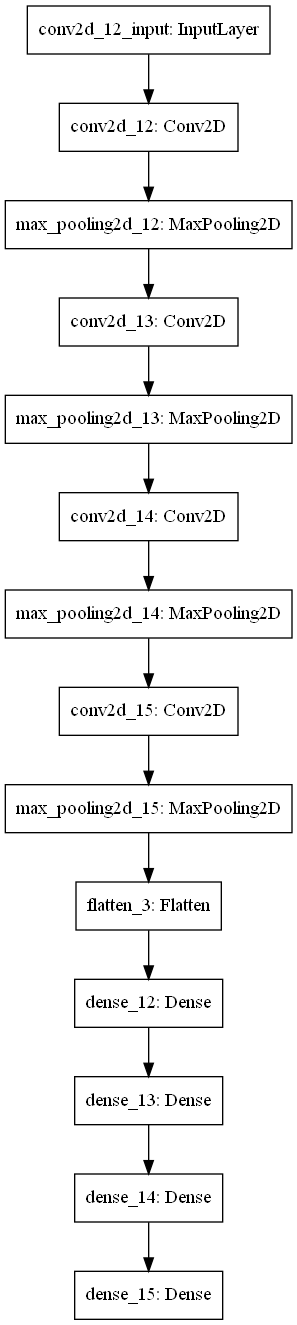 conv2d_12_input: InputLayer
conv2d_12: Conv2D
max_pooling2d_12: MaxPooling2D
conv2d_13: Conv2D
max_pooling2d_13: MaxPooling2D
conv2d_14: Conv2D
max_pooling2d_14: MaxPooling2D
conv2d_15: Conv2D
max_pooling2d_15: MaxPooling2D
flatten_3: Flatten
dense_12: Dense
dense_13: Dense
dense_14: Dense
dense_15: Dense